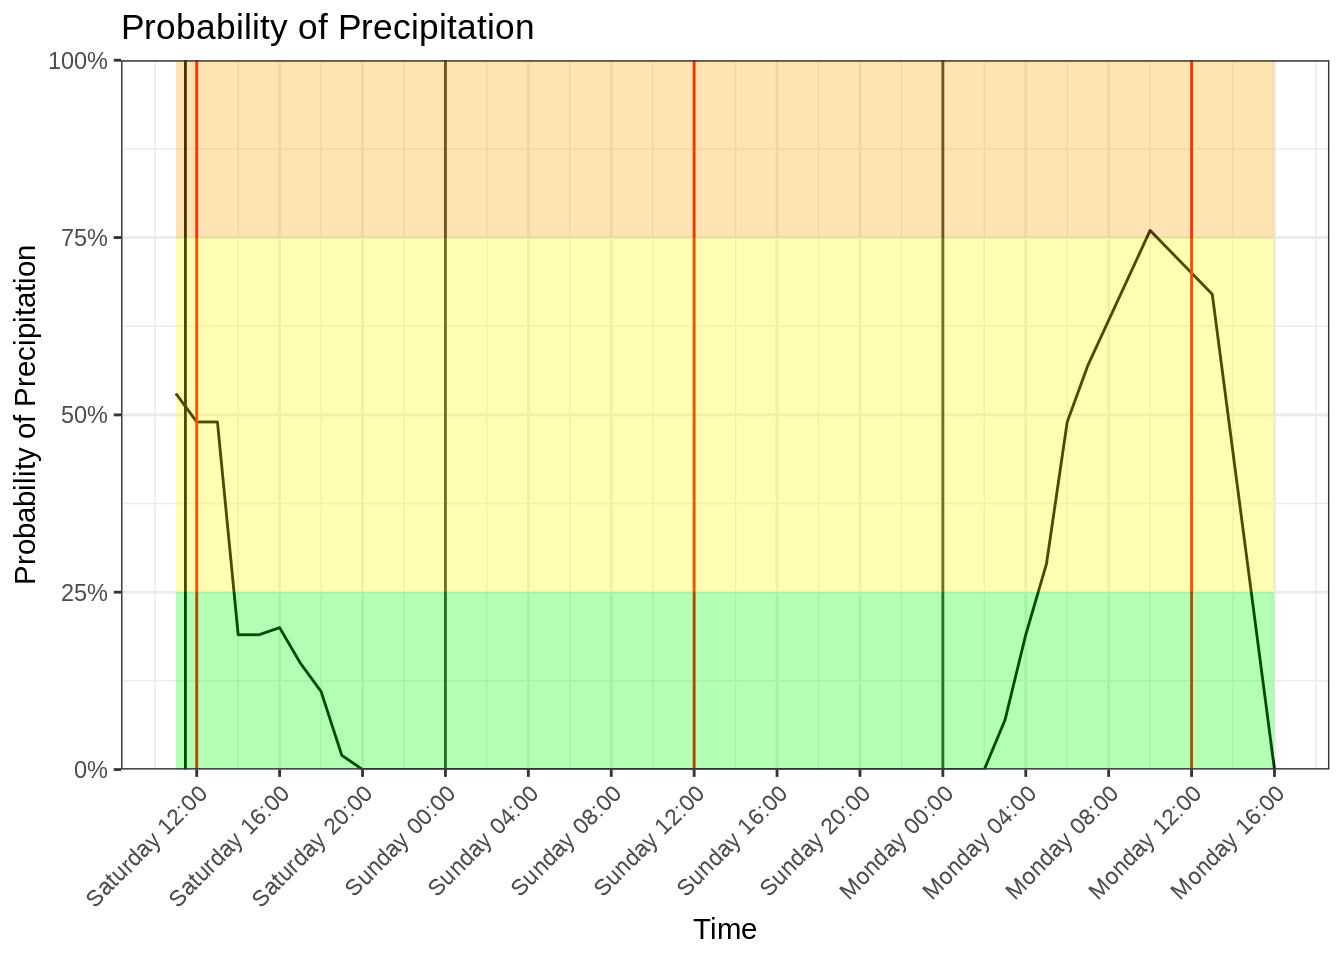 Probability of Precipitation
Probability of Precipitation
100%
75%
50%
25%
0%
Saturday 12:00
Saturday 16:00
Saturday 20:00
Sunday 00:00
Sunday 04:00
Sunday 08:00
Sunday 12:00
Sunday 16:00
Sunday 20:00
Monday 00:00
Monday 04:00
Monday 08:00
Monday 12:00
Monday 16:00
Time